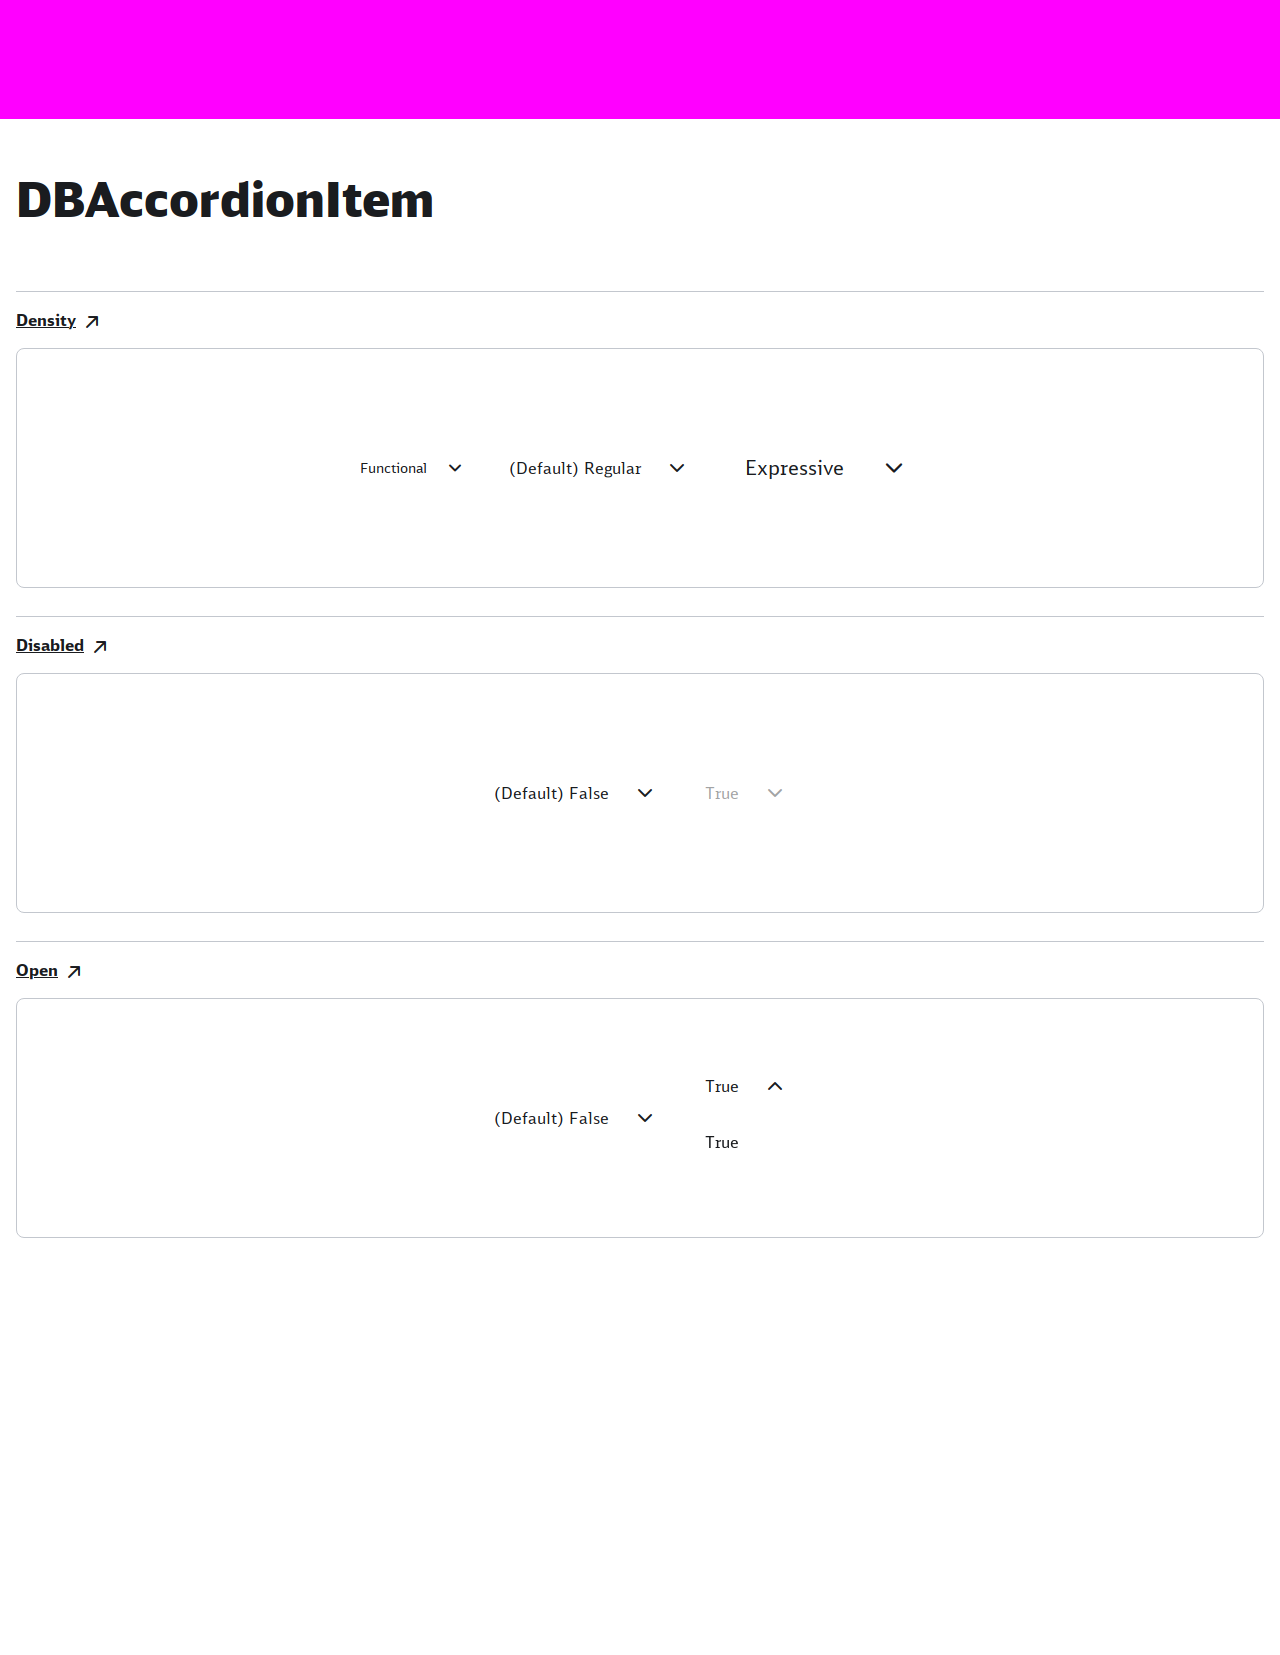 DBAccordionItem
Density
Functional
(Default) Regular
Expressive
Disabled
(Default) False
True
Open
(Default) False
True
True